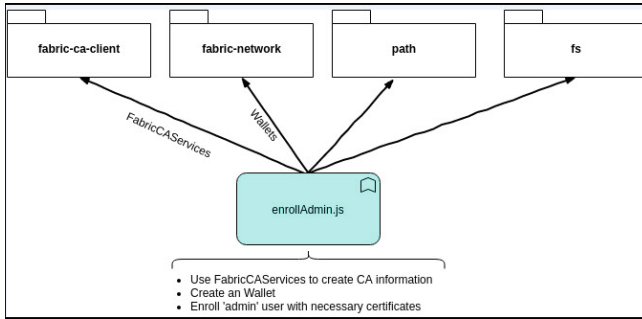 fabric-ca-client
fabric-network
path
fs
FabricCAServices
Wallets
enrollAdmin.js
• Use FabricCAServices to create CA information
• Create an Wallet
• Enroll 'admin' user with necessary certificates